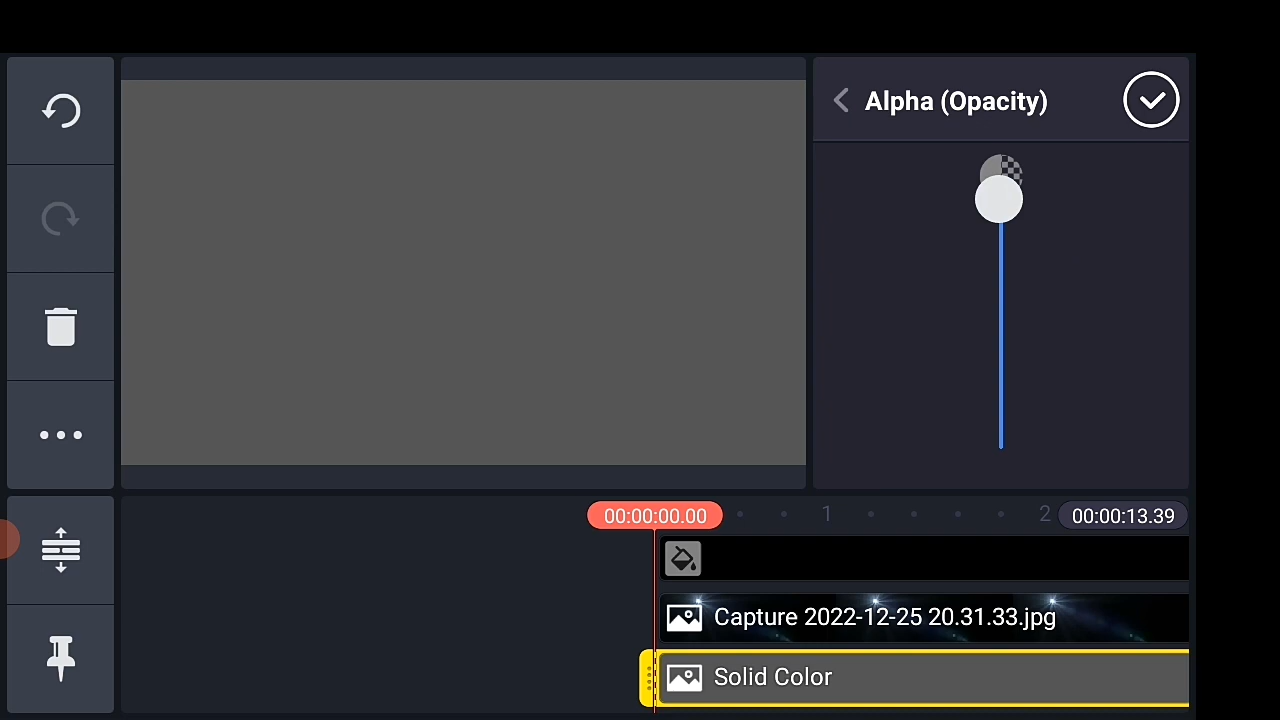 Alpha (Opacity)
00:00:00.00
1
2
00:00:13.39
Capture 2022-12-25 20.31.33.jpg
Solid Color